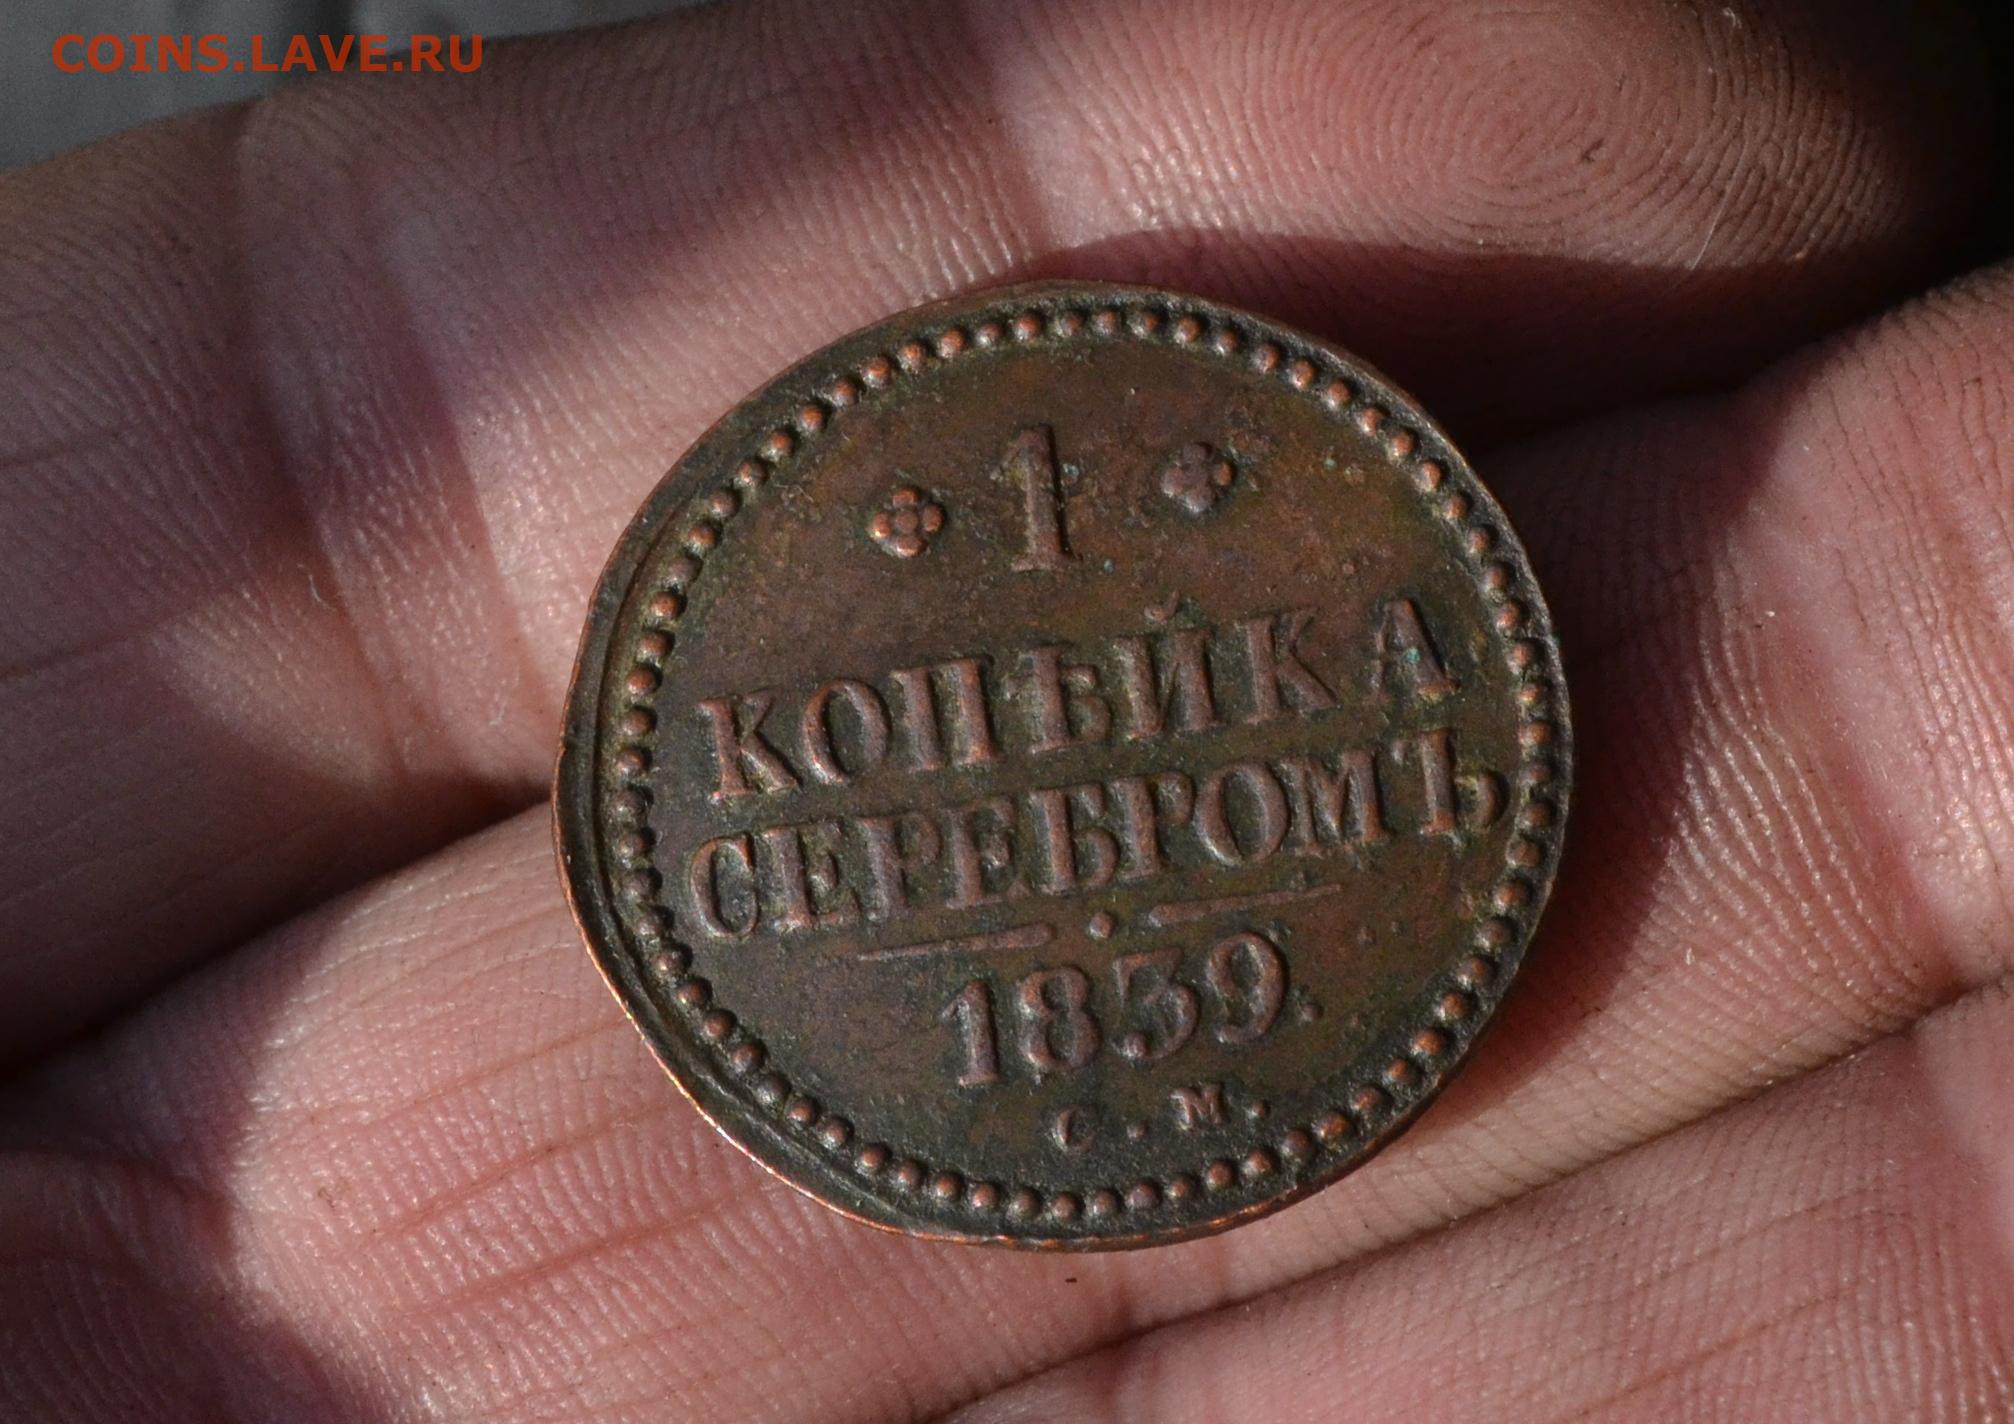 COINS.LAVE.RU
1
КОПѢЙКА
СЕРЕБРОМЪ
1839.
С. М.